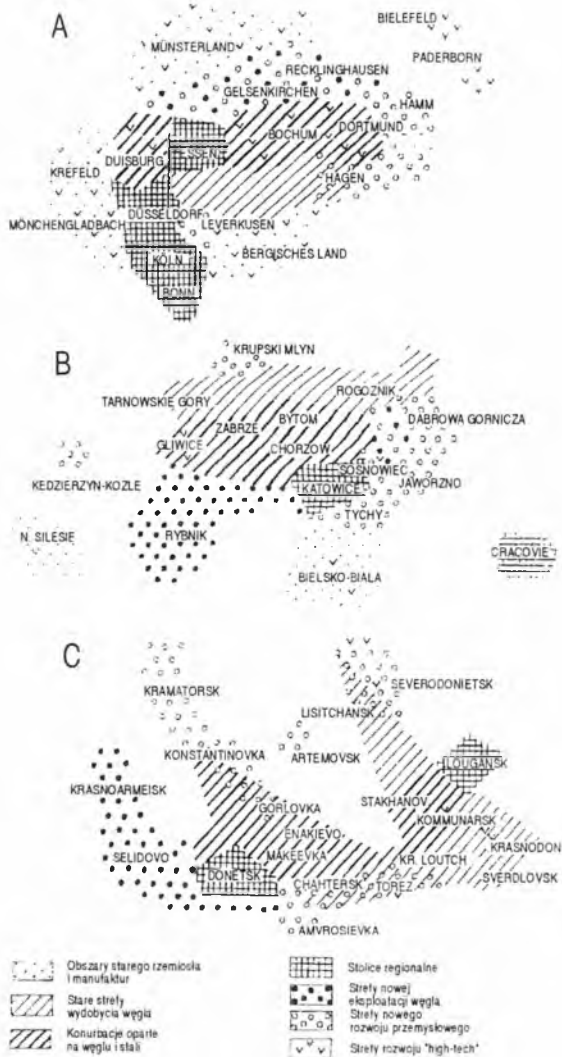 A
BIELEFELD
MÜNSTERLAND
PADERBORN
RECKLINGHAUSEN
GELSENKIRCHEN
HAMM
BOCHUM
DORTMUND
ESSEN
DUISBURG
KREFELD
HAGEN
DÜSSELDORF
MÖNCHENGLADBACH
LEVERKUSEN
BERGISCHES LAND
KÖLN
BONN
B
KRUPSKI MLYN
ROGOZNIK
TARNOWSKIE GORY
BYTOM
DABROWA GORNICZA
ZABRZE
GLIWICE
CHORZOW
SOSNOWIEC
KEDZIERZYN-KOZLE
KATOWICE
JAWORZNO
TYCHY
N. SILESIE
RYBNIK
CRACOVIE
BIELSKO-BIALA
C
KRAMATORSK
SEVERODONIETSK
LISITCHANSK
KONSTANTINOVKA
ARTEMOVSK
LOUGANSK
KRASNOARMEISK
GORLOVKA
STAKHANOV
KOMMUNARSK
ENAKIEVO
KRASNODON
SELIDOVO
MAKEEVKA
KR. LOUTCH
DONETSK
CHAHTERSK
TOREZ
SVERDLOVSK
AMVROSIEVKA
Obszary starego rzemiosła
i manufaktur
Stare strefy
wydobycia węgla
Konurbacje oparte
na węglu i stali
Stolice regionalne
Strefy nowej
eksploatacji węgla
Strefy nowego
rozwoju przemysłowego
Strefy rozwoju "high-tech"